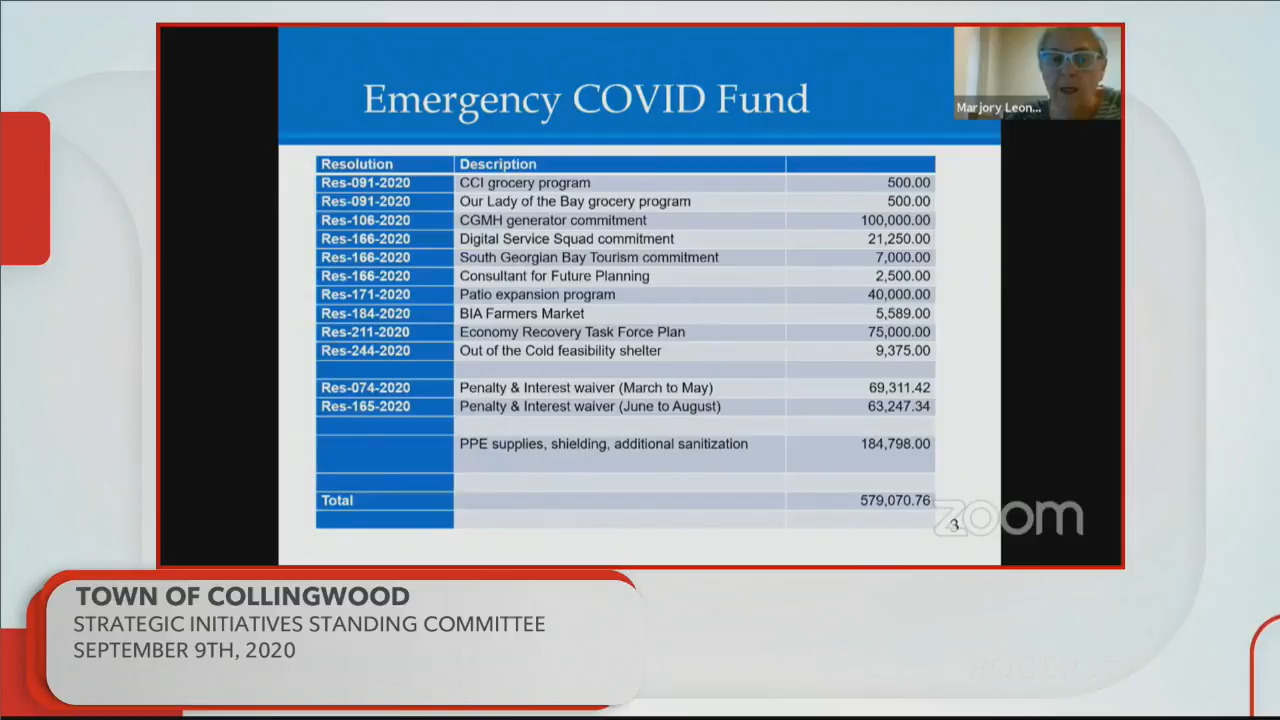 Emergency COVID Fund
Marjory Leon...
Resolution Description
Res-091-2020 CCI grocery program 500.00
Res-091-2020 Our Lady of the Bay grocery program 500.00
Res-106-2020 CGMH generator commitment 100,000.00
Res-166-2020 Digital Service Squad commitment 21,250.00
Res-166-2020 South Georgian Bay Tourism commitment 7,000.00
Res-166-2020 Consultant for Future Planning 2,500.00
Res-171-2020 Patio expansion program 40,000.00
Res-184-2020 BIA Farmers Market 5,589.00
Res-211-2020 Economy Recovery Task Force Plan 75,000.00
Res-244-2020 Out of the Cold feasibility shelter 9,375.00
Res-074-2020 Penalty & Interest waiver (March to May) 69,311.42
Res-165-2020 Penalty & Interest waiver (June to August) 63,247.34
PPE supplies, shielding, additional sanitization 184,798.00
Total 579,070.76
zoom
3
TOWN OF COLLINGWOOD
STRATEGIC INITIATIVES STANDING COMMITTEE
SEPTEMBER 9TH, 2020